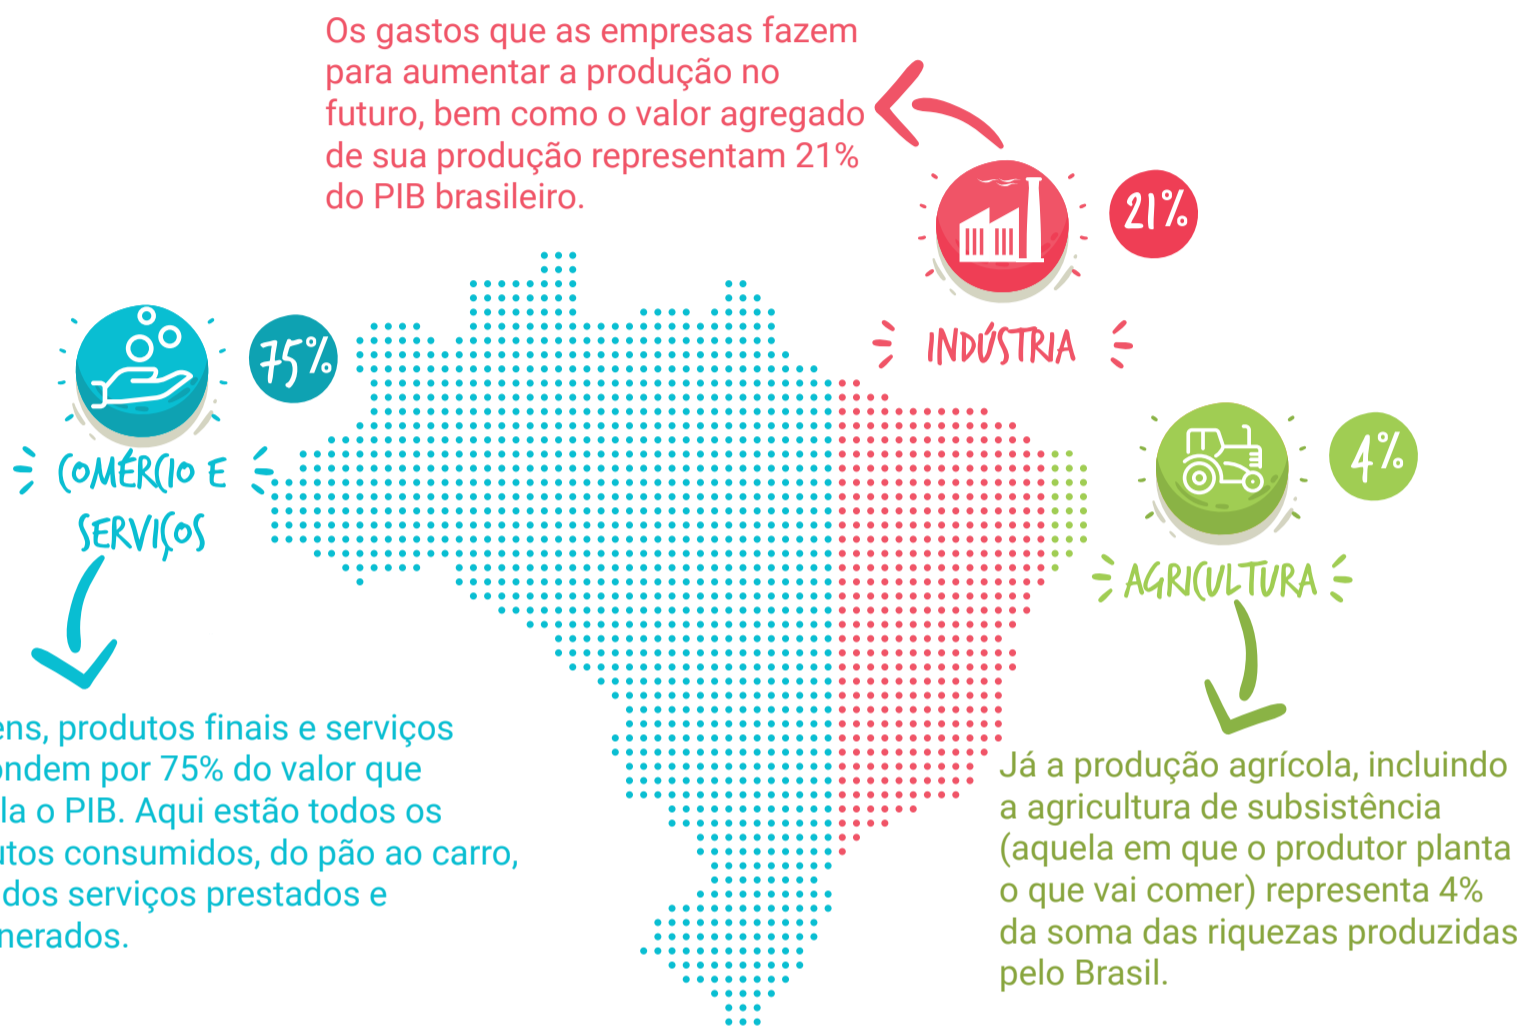 Os gastos que as empresas fazem
para aumentar a produção no
futuro, bem como o valor agregado
de sua produção representam 21%
do PIB brasileiro.
21%
INDÚSTRIA
75%
COMÉRCIO E
SERVIÇOS
4%
AGRICULTURA
ens, produtos finais e serviços
ondem por 75% do valor que
la o PIB. Aqui estão todos os
utos consumidos, do pão ao carro,
dos serviços prestados e
nerados.
Já a produção agrícola, incluindo
a agricultura de subsistência
(aquela em que o produtor planta
o que vai comer) representa 4%
da soma das riquezas produzidas
pelo Brasil.